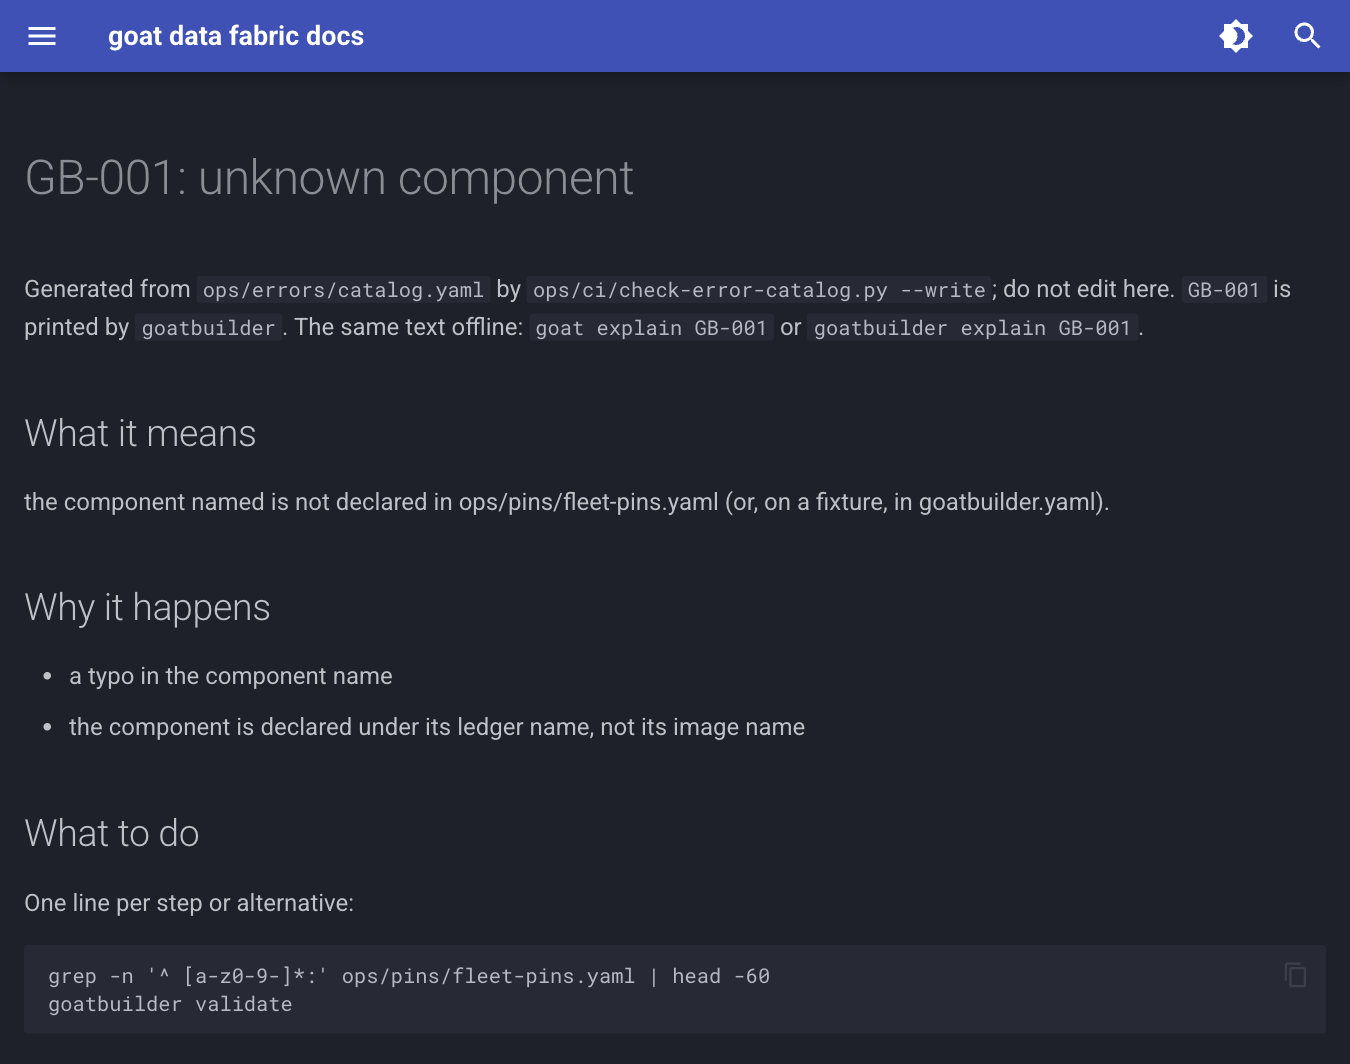 goat data fabric docs
GB-001: unknown component
Generated from ops/errors/catalog.yaml by ops/ci/check-error-catalog.py --write; do not edit here. GB-001 is
printed by goatbuilder. The same text offline: goat explain GB-001 or goatbuilder explain GB-001.
What it means
the component named is not declared in ops/pins/fleet-pins.yaml (or, on a fixture, in goatbuilder.yaml).
Why it happens
• a typo in the component name
• the component is declared under its ledger name, not its image name
What to do
One line per step or alternative:
grep -n '^ [a-z0-9-]*:' ops/pins/fleet-pins.yaml | head -60
goatbuilder validate